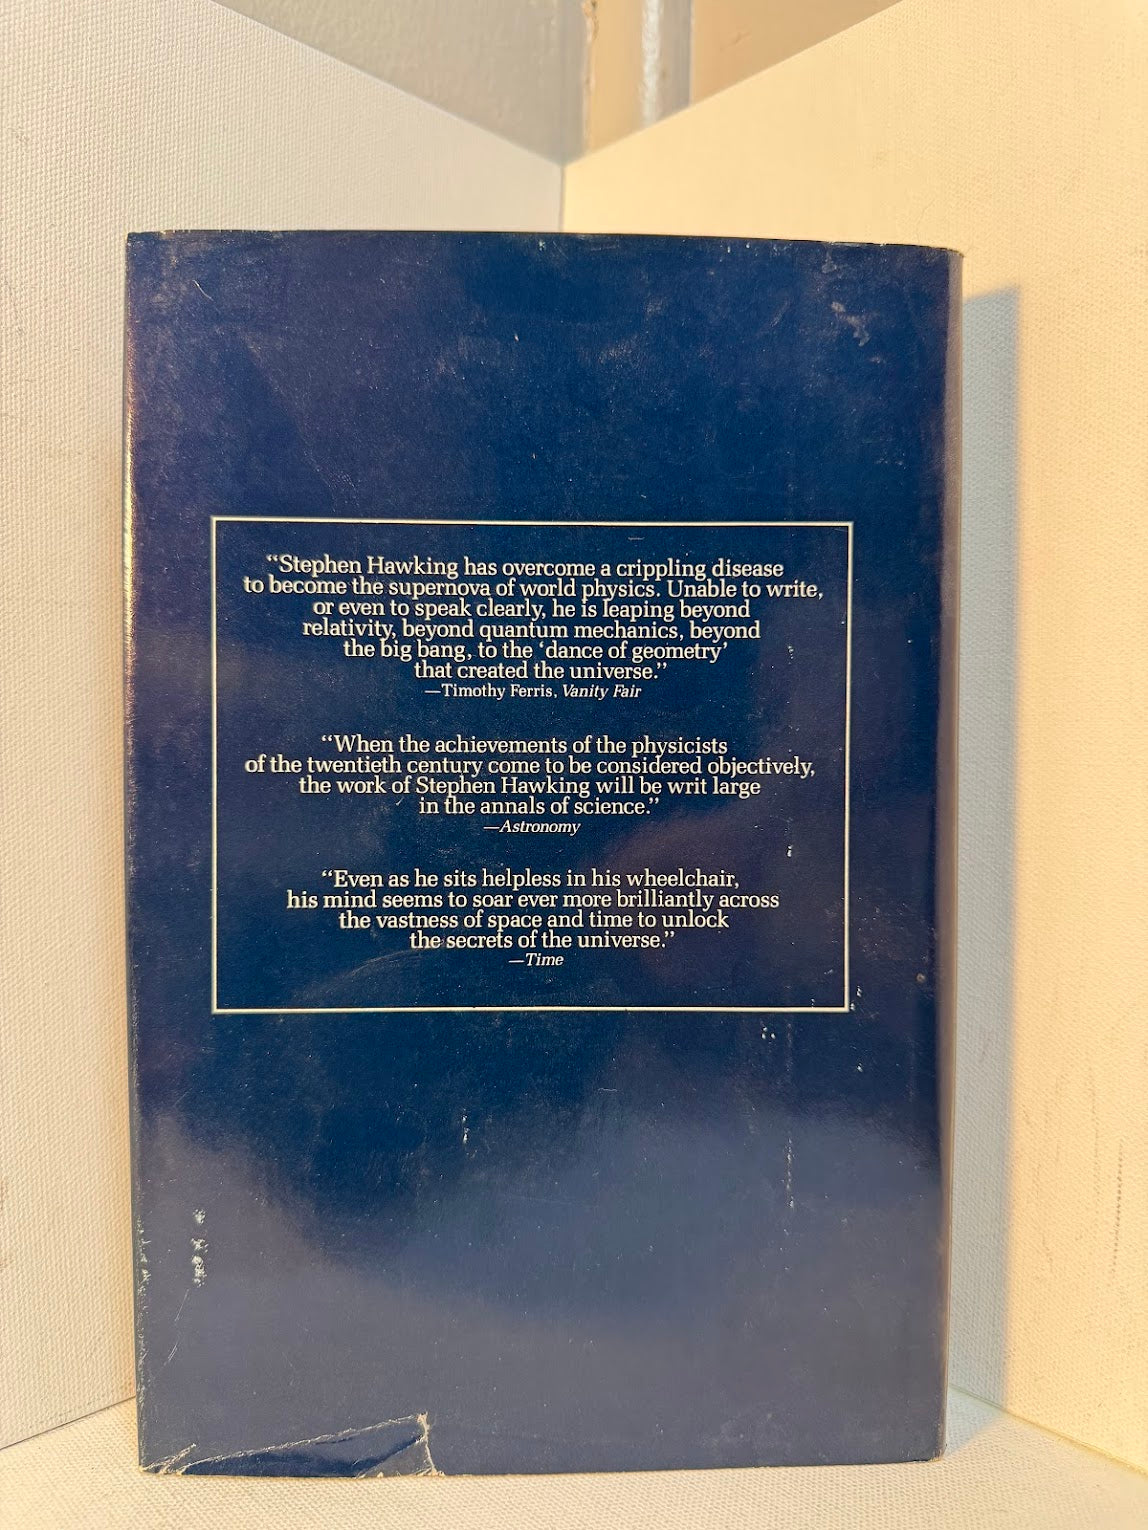 “Stephen Hawking has overcome a crippling disease
to become the supernova of world physics. Unable to write,
or even to speak clearly, he is leaping beyond
relativity, beyond quantum mechanics, beyond
the big bang, to the ‘dance of geometry’
that created the universe.”
—Timothy Ferris, Vanity Fair
“When the achievements of the physicists
of the twentieth century come to be considered objectively,
the work of Stephen Hawking will be writ large
in the annals of science.”
—Astronomy
“Even as he sits helpless in his wheelchair,
his mind seems to soar ever more brilliantly across
the vastness of space and time to unlock
the secrets of the universe.”
—Time